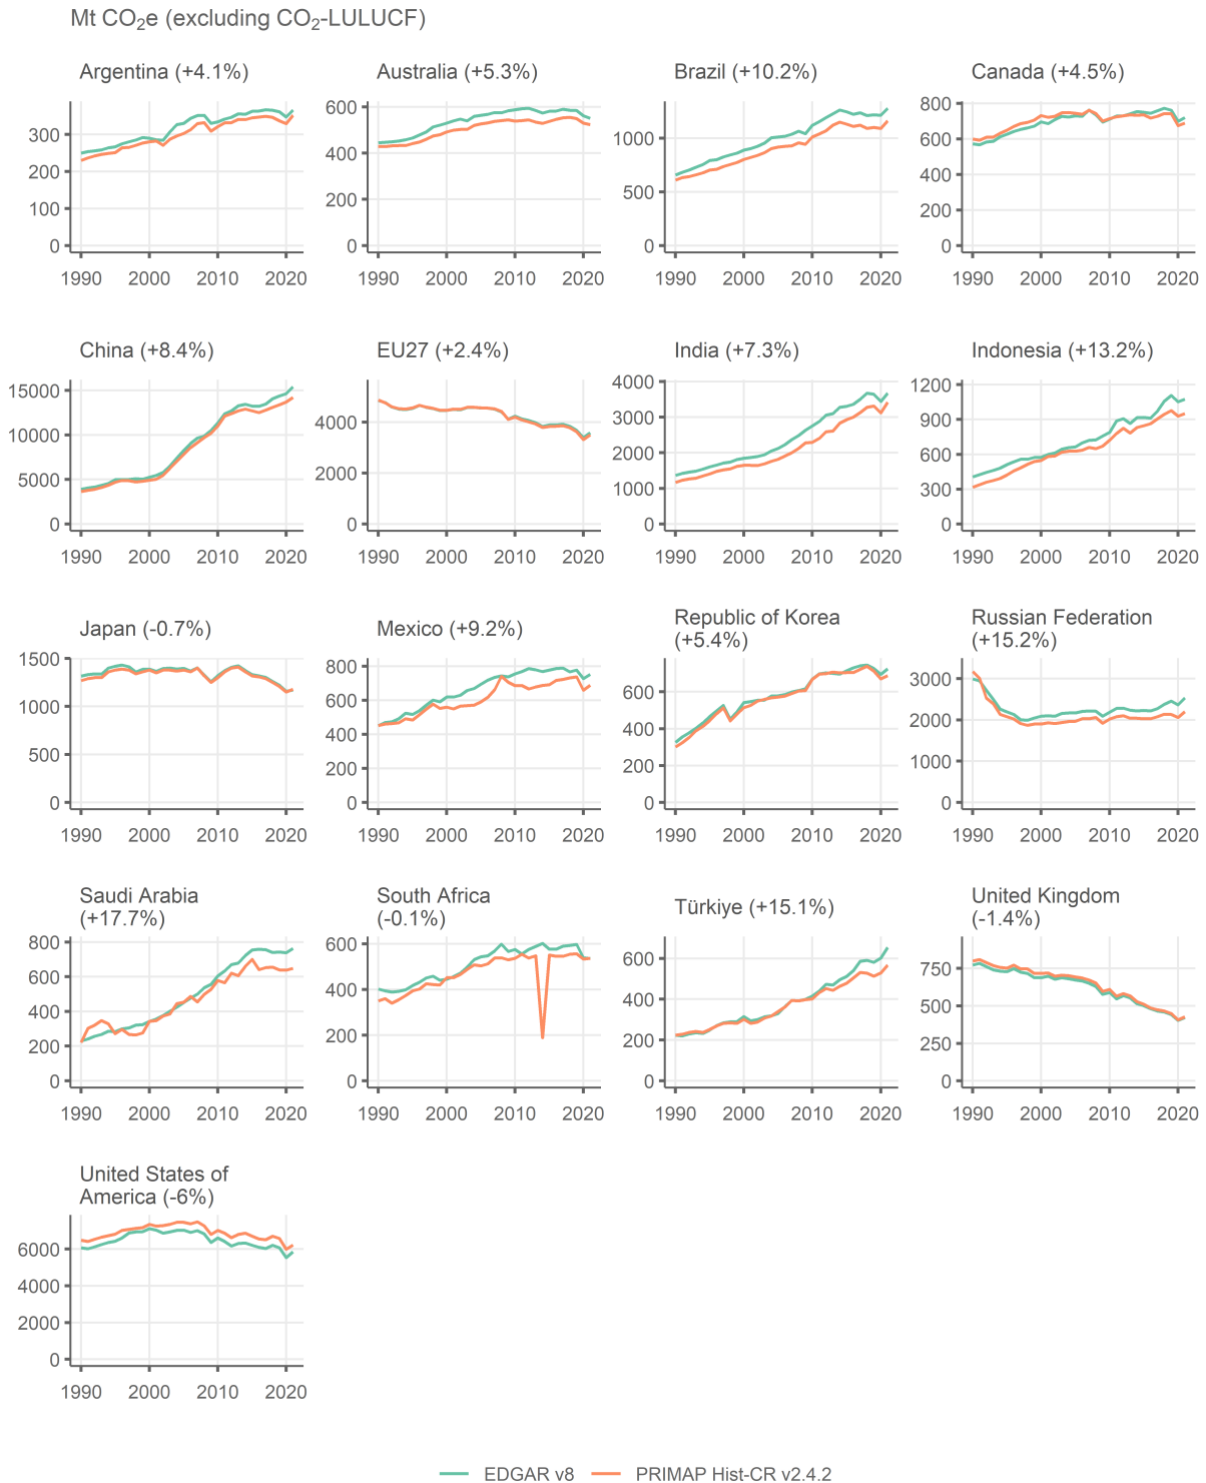 Mt CO₂e (excluding CO₂-LULUCF)
Argentina (+4.1%)
300
200
100
0
1990 2000 2010 2020
Australia (+5.3%)
600
400
200
0
1990 2000 2010 2020
Brazil (+10.2%)
1000
500
0
1990 2000 2010 2020
Canada (+4.5%)
800
600
400
200
0
1990 2000 2010 2020
China (+8.4%)
15000
10000
5000
0
1990 2000 2010 2020
EU27 (+2.4%)
4000
2000
0
1990 2000 2010 2020
India (+7.3%)
4000
3000
2000
1000
0
1990 2000 2010 2020
Indonesia (+13.2%)
1200
900
600
300
0
1990 2000 2010 2020
Japan (-0.7%)
1500
1000
500
0
1990 2000 2010 2020
Mexico (+9.2%)
800
600
400
200
0
1990 2000 2010 2020
Republic of Korea
(+5.4%)
600
400
200
0
1990 2000 2010 2020
Russian Federation
(+15.2%)
3000
2000
1000
0
1990 2000 2010 2020
Saudi Arabia
(+17.7%)
800
600
400
200
0
1990 2000 2010 2020
South Africa
(-0.1%)
600
400
200
0
1990 2000 2010 2020
Türkiye (+15.1%)
600
400
200
0
1990 2000 2010 2020
United Kingdom
(-1.4%)
750
500
250
0
1990 2000 2010 2020
United States of
America (-6%)
6000
4000
2000
0
1990 2000 2010 2020
EDGAR v8 PRIMAP Hist-CR v2.4.2